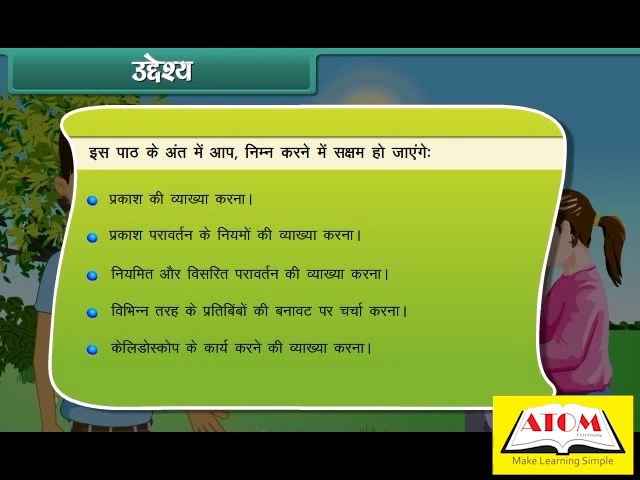 उद्देश्य
इस पाठ के अंत में आप, निम्न करने में सक्षम हो जाएंगेः
प्रकाश की व्याख्या करना।
प्रकाश परावर्तन के नियमों की व्याख्या करना।
नियमित और विसरित परावर्तन की व्याख्या करना।
विभिन्न तरह के प्रतिबिंबों की बनावट पर चर्चा करना।
केलिडोस्कोप के कार्य करने की व्याख्या करना।
ATOM
TUITION
Make Learning Simple